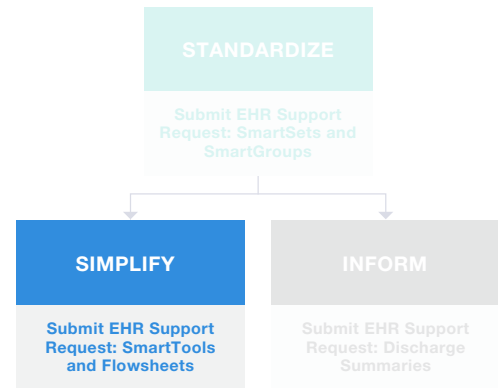 STANDARDIZE
Submit EHR Support
Request: SmartSets and
SmartGroups
SIMPLIFY
Submit EHR Support
Request: SmartTools
and Flowsheets
INFORM
Submit EHR Support
Request: Discharge
Summaries